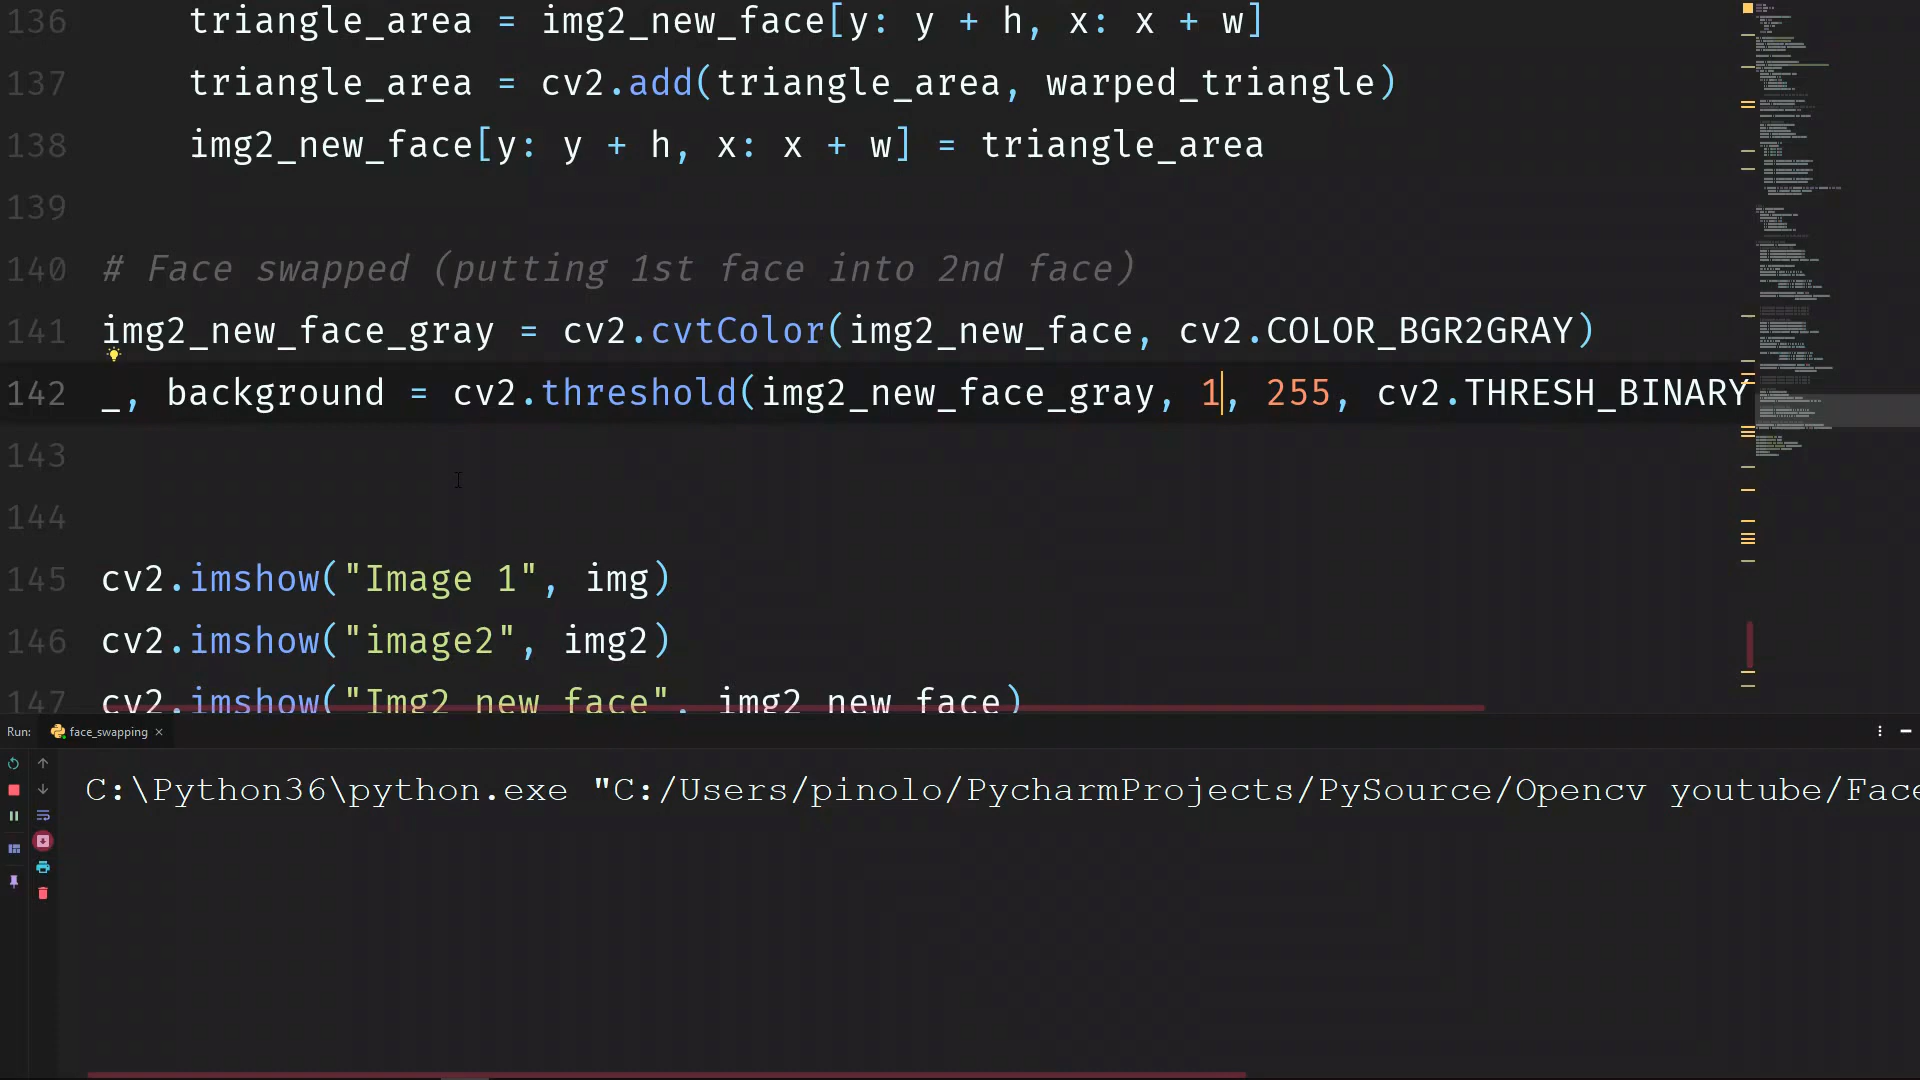 136 triangle_area = img2_new_face[y: y + h, x: x + w]
137 triangle_area = cv2.add(triangle_area, warped_triangle)
138 img2_new_face[y: y + h, x: x + w] = triangle_area
139
140 # Face swapped (putting 1st face into 2nd face)
141 img2_new_face_gray = cv2.cvtColor(img2_new_face, cv2.COLOR_BGR2GRAY)
142 _, background = cv2.threshold(img2_new_face_gray, 1, 255, cv2.THRESH_BINARY
143
144
145 cv2.imshow("Image 1", img)
146 cv2.imshow("image2", img2)
147 cv2.imshow("Img2 new face", img2_new_face)
Run: face_swapping ×
C:\Python36\python.exe "C:/Users/pinolo/PycharmProjects/PySource/Opencv youtube/Face